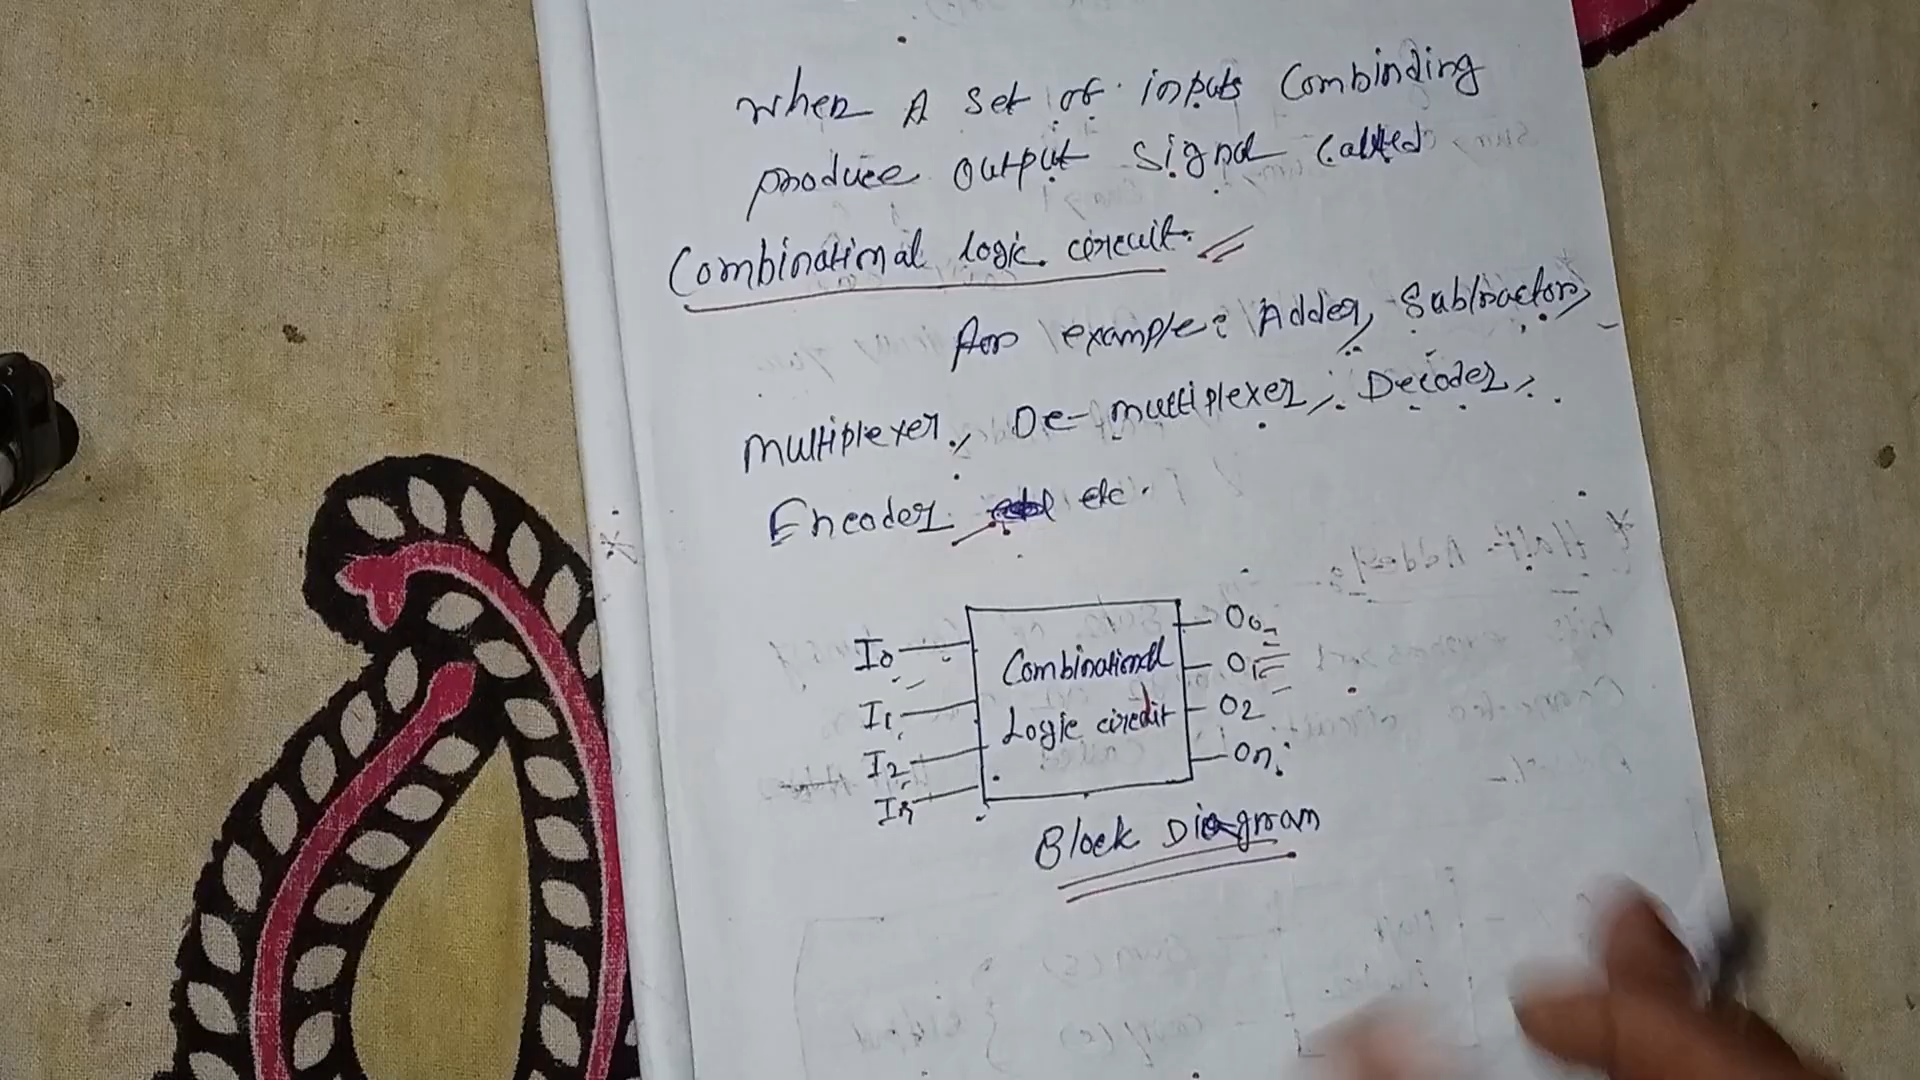 When A set of inputs Combinding
produce output signal called
Combinational logic circuit.
for example: Adder, Subtractor,
Multiplexer, De-multiplexer, Decoder,
Encoder, etc.
I0
I1
I2
In
Combinational
Logic circuit
O0
O1
O2
On
Block Diagram